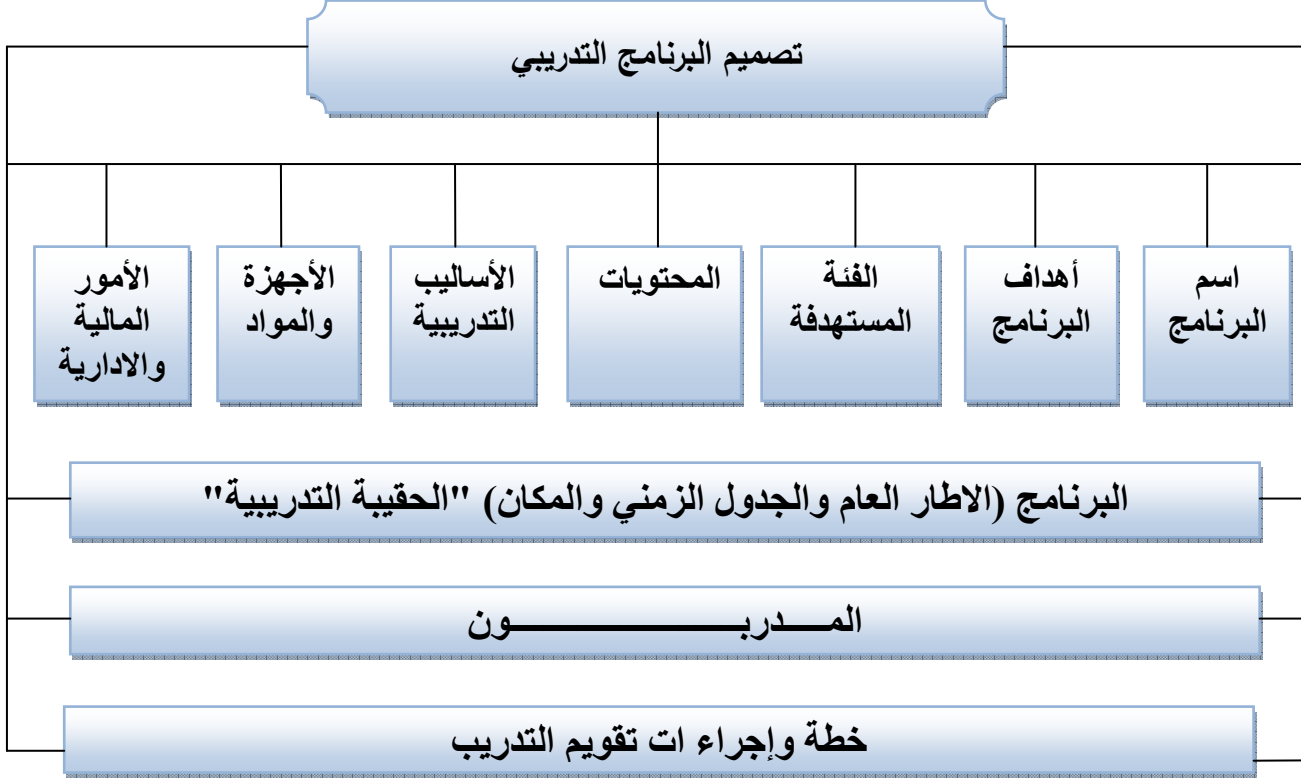 تصميم البرنامج التدريبي
اسم
البرنامج
أهداف
البرنامج
الفئة
المستهدفة
المحتويات
الأساليب
التدريبية
الأجهزة
والمواد
الأمور
المالية
والادارية
البرنامج (الاطار العام والجدول الزمني والمكان) "الحقيبة التدريبية"
المـــدربـــــــــــــــــون
خطة وإجراء ات تقويم التدريب